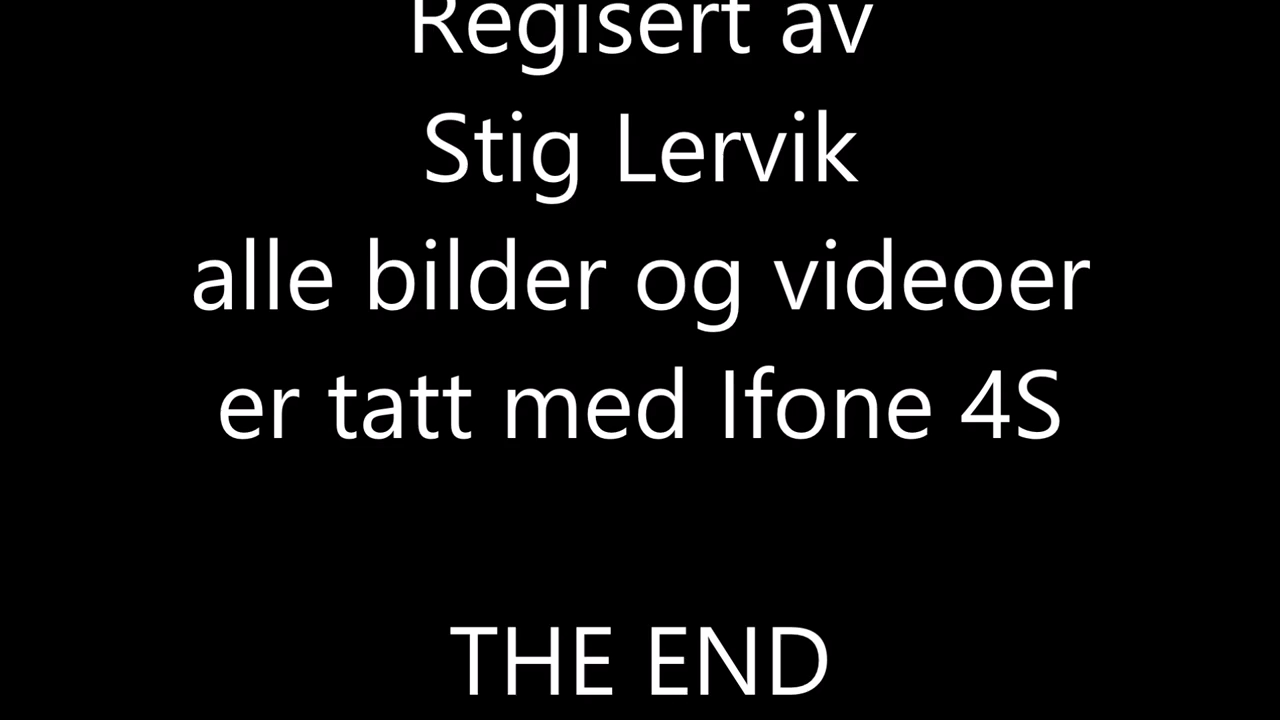 Regisert av
Stig Lervik
alle bilder og videoer
er tatt med Ifone 4S
THE END